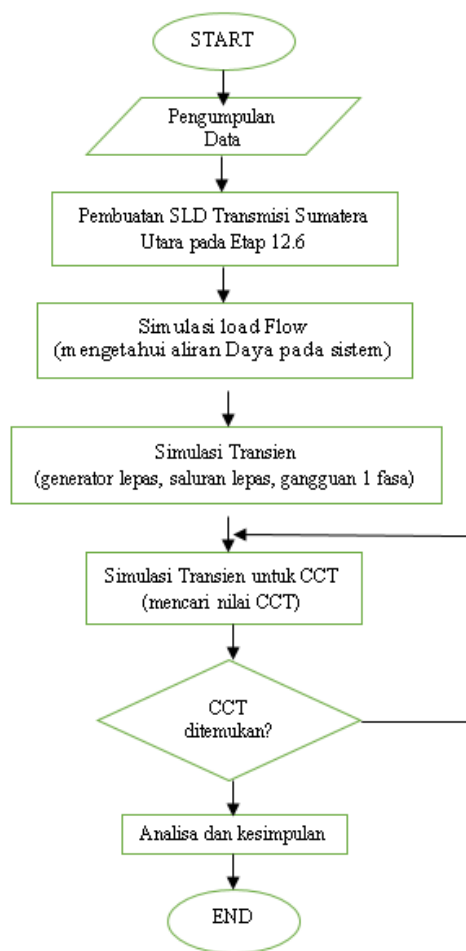 START
Pengumpulan
Data
Pembuatan SLD Transmisi Sumatera
Utara pada Etap 12.6
Simulasi load Flow
(mengetahui aliran Daya pada sistem)
Simulasi Transien
(generator lepas, saluran lepas, gangguan 1 fasa)
Simulasi Transien untuk CCT
(mencari nilai CCT)
CCT
ditemukan?
Analisa dan kesimpulan
END